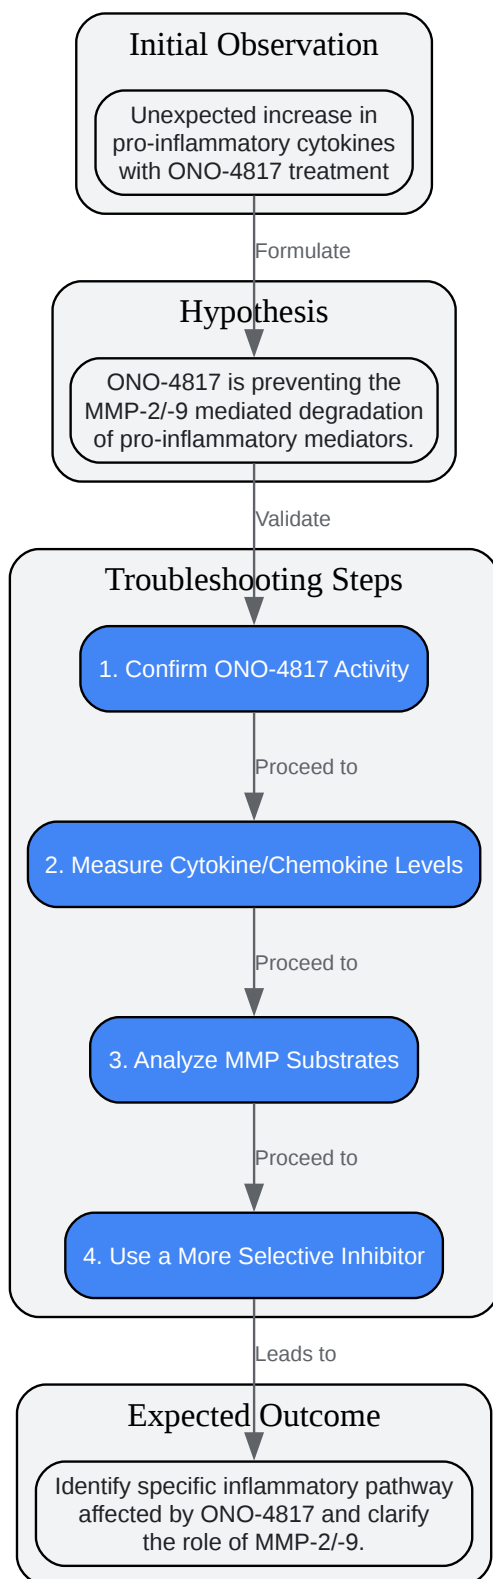 Initial Observation
Unexpected increase in
pro-inflammatory cytokines
with ONO-4817 treatment
Formulate
Hypothesis
ONO-4817 is preventing the
MMP-2/-9 mediated degradation
of pro-inflammatory mediators.
Validate
Troubleshooting Steps
1. Confirm ONO-4817 Activity
Proceed to
2. Measure Cytokine/Chemokine Levels
Proceed to
3. Analyze MMP Substrates
Proceed to
4. Use a More Selective Inhibitor
Leads to
Expected Outcome
Identify specific inflammatory pathway
affected by ONO-4817 and clarify
the role of MMP-2/-9.